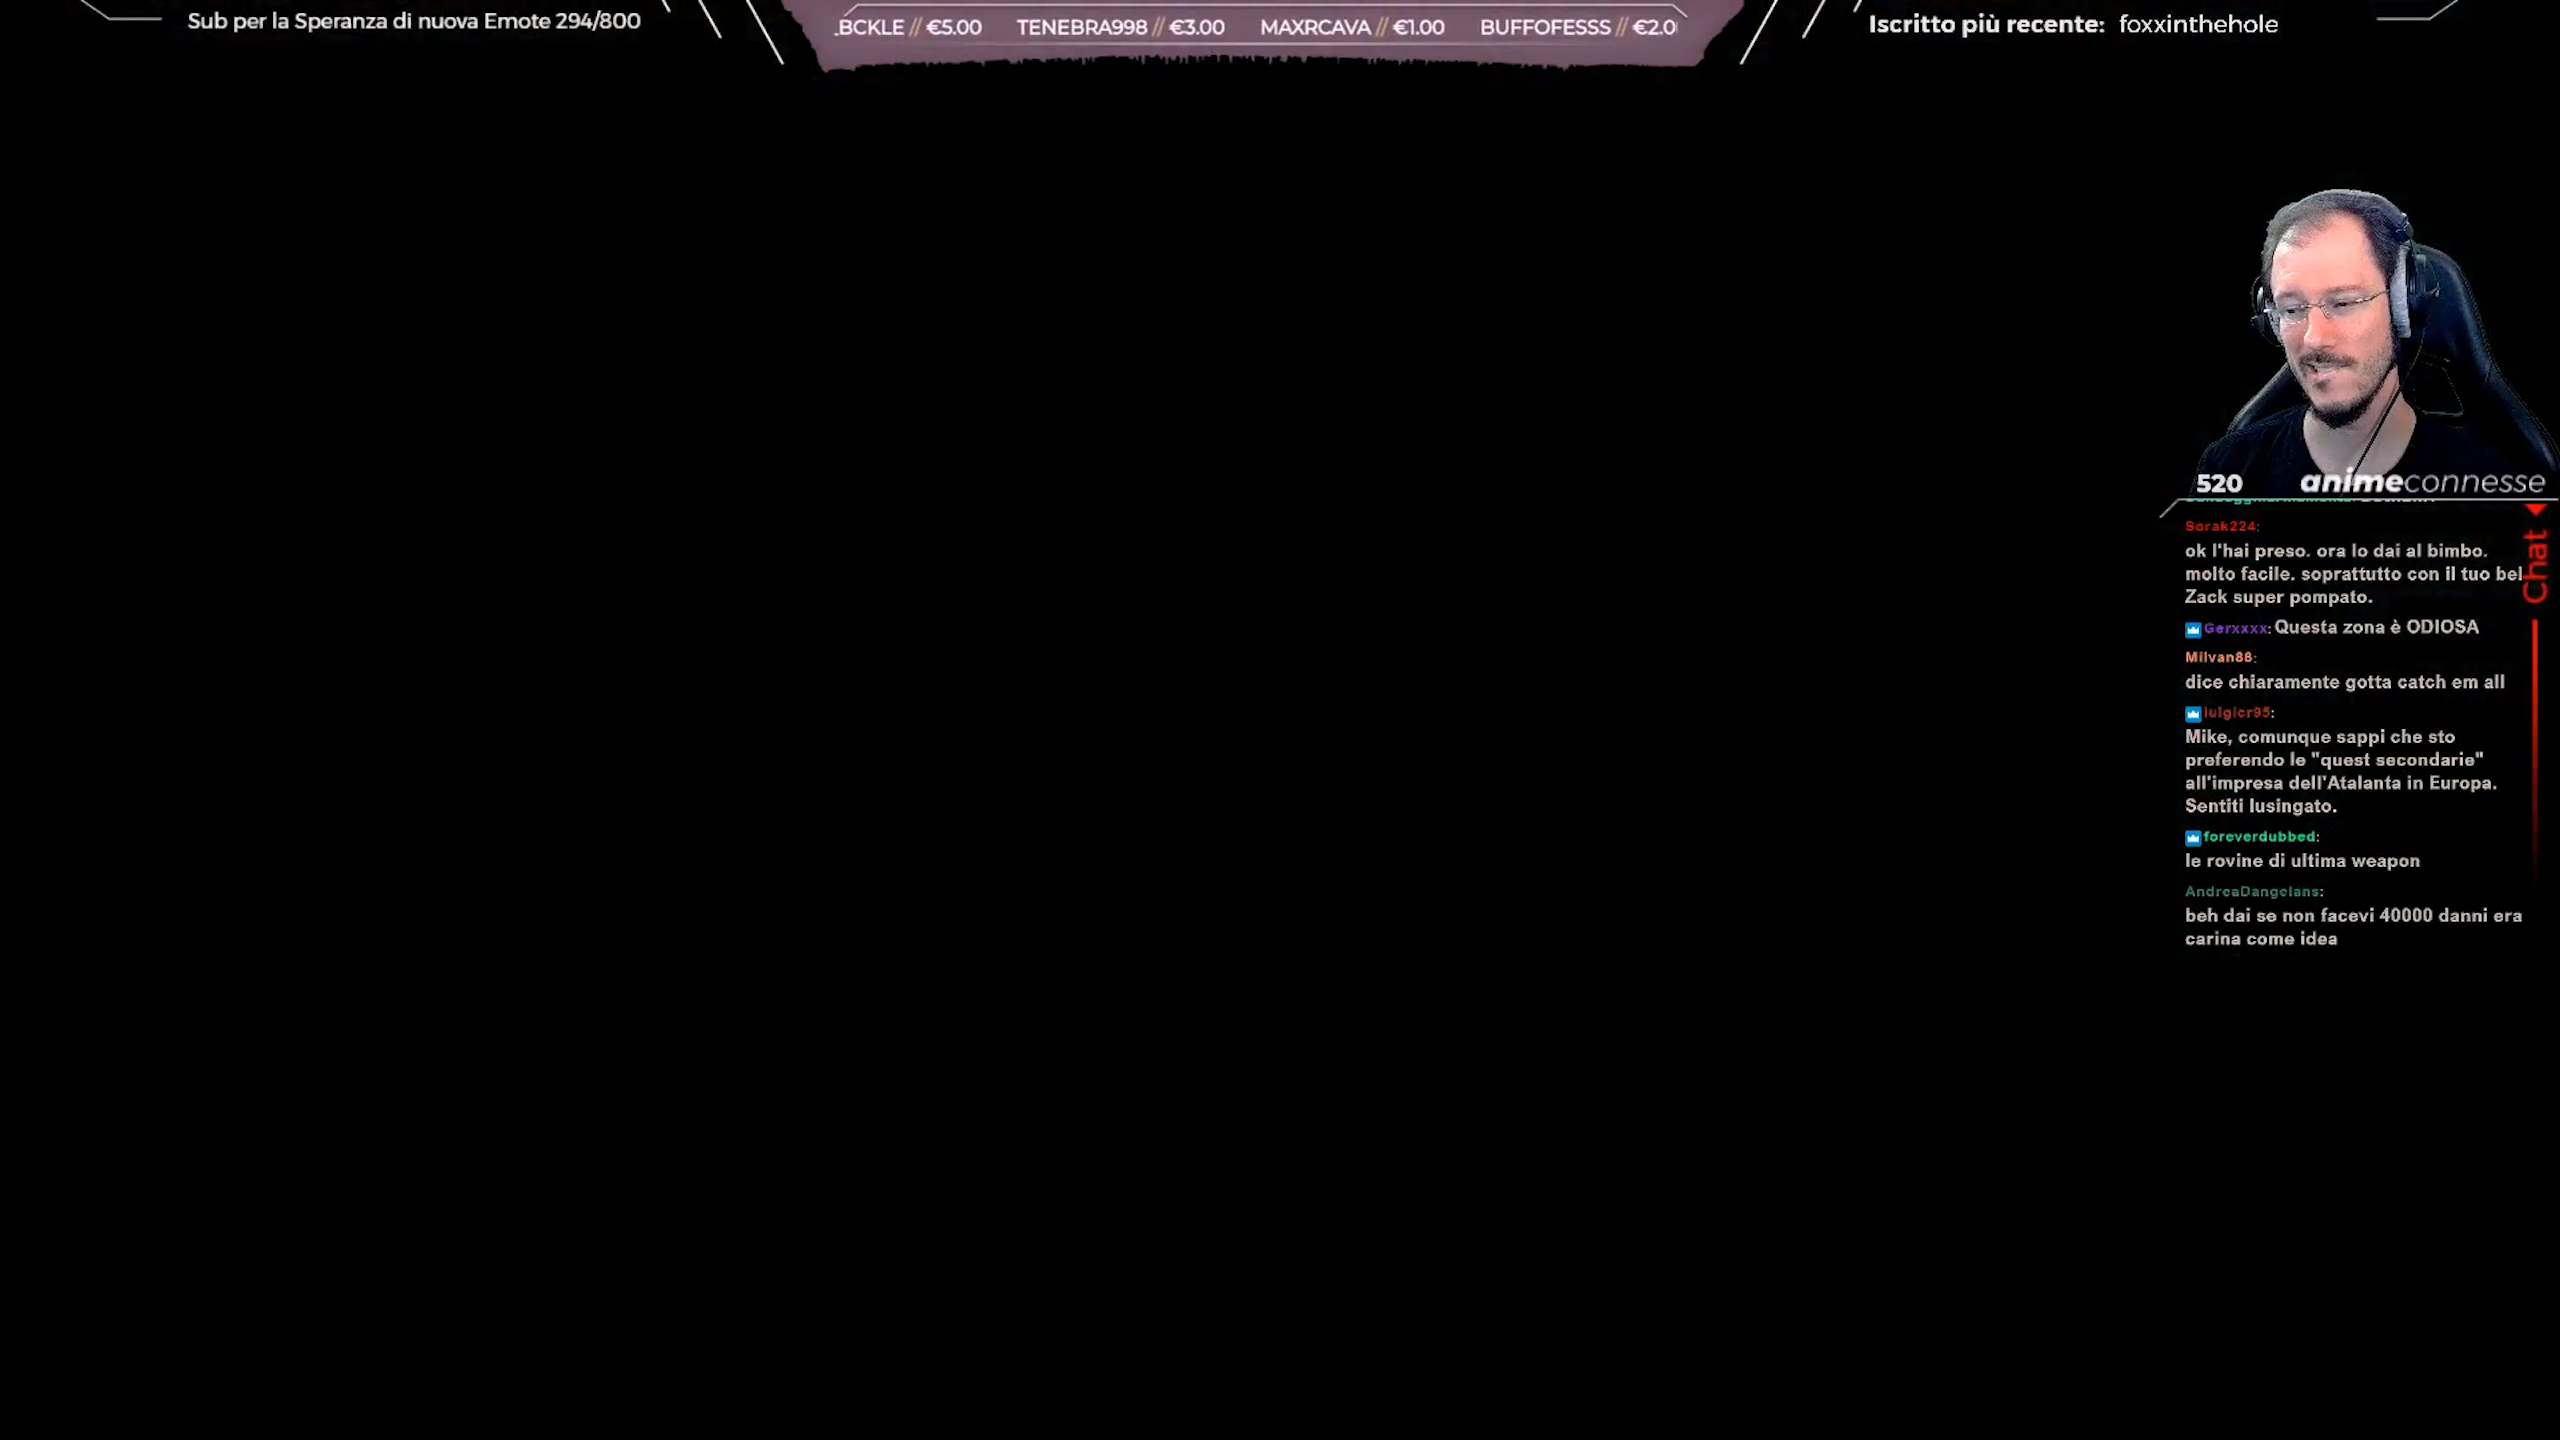 Sub per la Speranza di nuova Emote 294/800
BCKLE // €5.00 TENEBRA998 // €3.00 MAXRCAVA // €1.00 BUFFOFESSS // €2.0
Iscritto più recente: foxxinthehole
520 animeconnesse
Chat
Sorak224:
ok l'hai preso. ora lo dai al bimbo.
molto facile. soprattutto con il tuo bel
Zack super pompato.
Gerxxxx: Questa zona è ODIOSA
Milvan88:
dice chiaramente gotta catch em all
luigicr95:
Mike, comunque sappi che sto
preferendo le "quest secondarie"
all'impresa dell'Atalanta in Europa.
Sentiti lusingato.
foreverdubbed:
le rovine di ultima weapon
AndreaDangelans:
beh dai se non facevi 40000 danni era
carina come idea